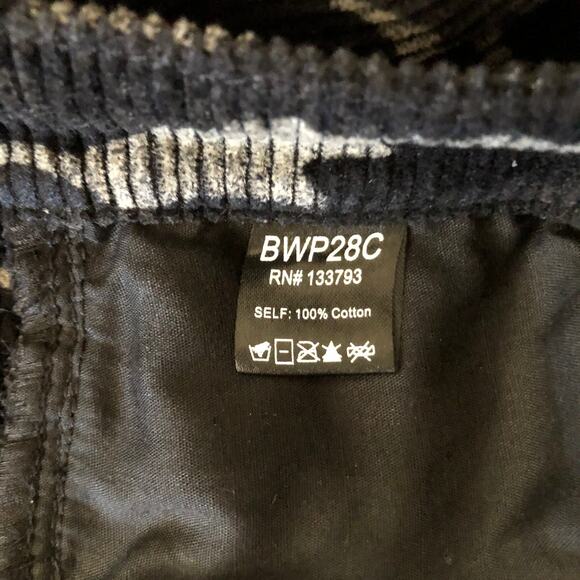 BWP28C
RN# 133793
SELF: 100% Cotton